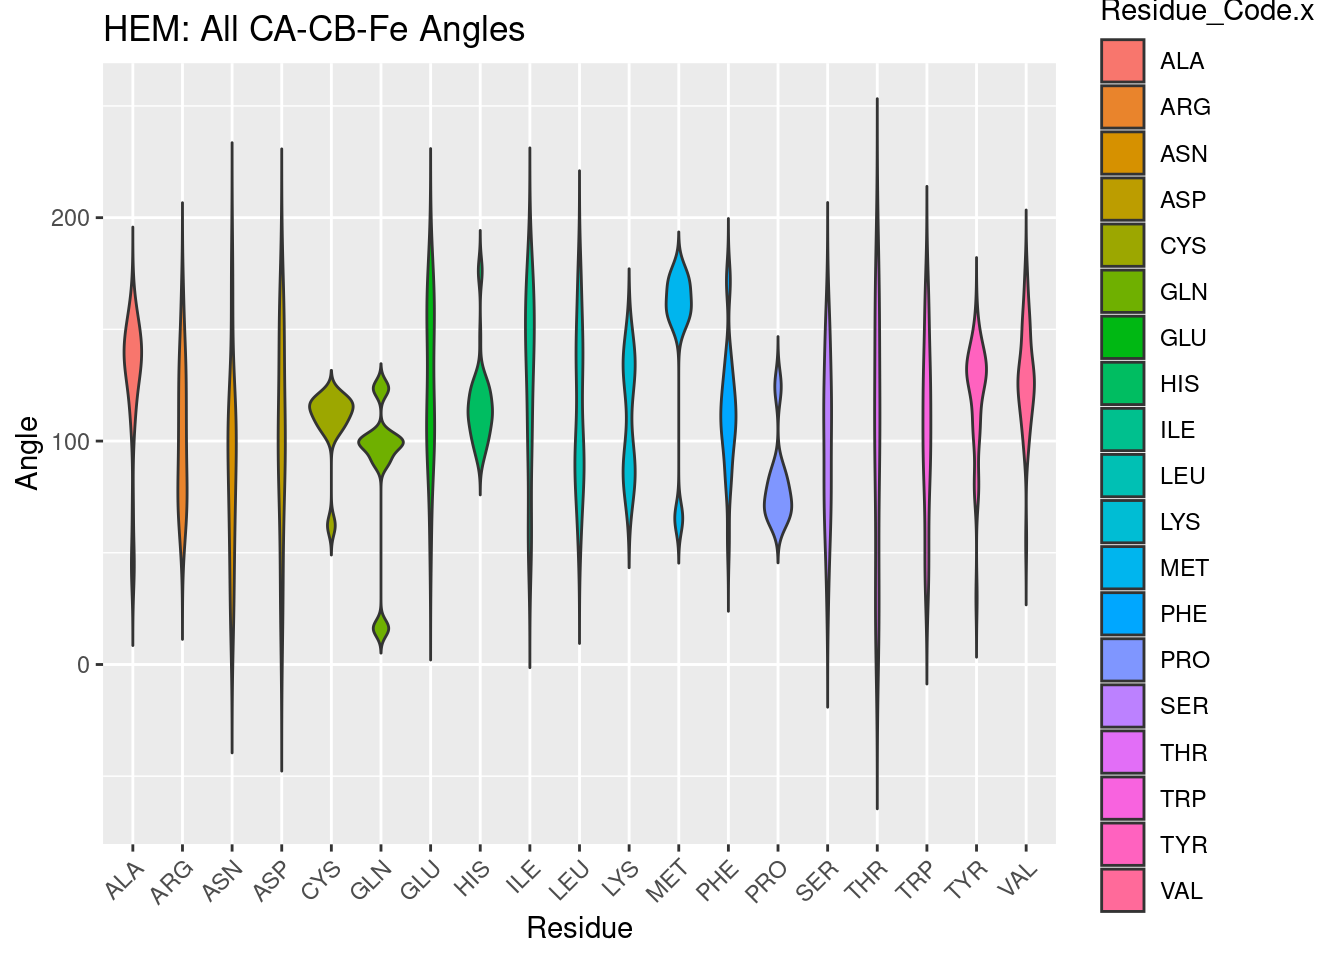 HEM: All CA-CB-Fe Angles
Angle
200
100
0
ALA
ARG
ASN
ASP
CYS
GLN
GLU
HIS
ILE
LEU
LYS
MET
PHE
PRO
SER
THR
TRP
TYR
VAL
Residue
Residue_Code.x
ALA
ARG
ASN
ASP
CYS
GLN
GLU
HIS
ILE
LEU
LYS
MET
PHE
PRO
SER
THR
TRP
TYR
VAL